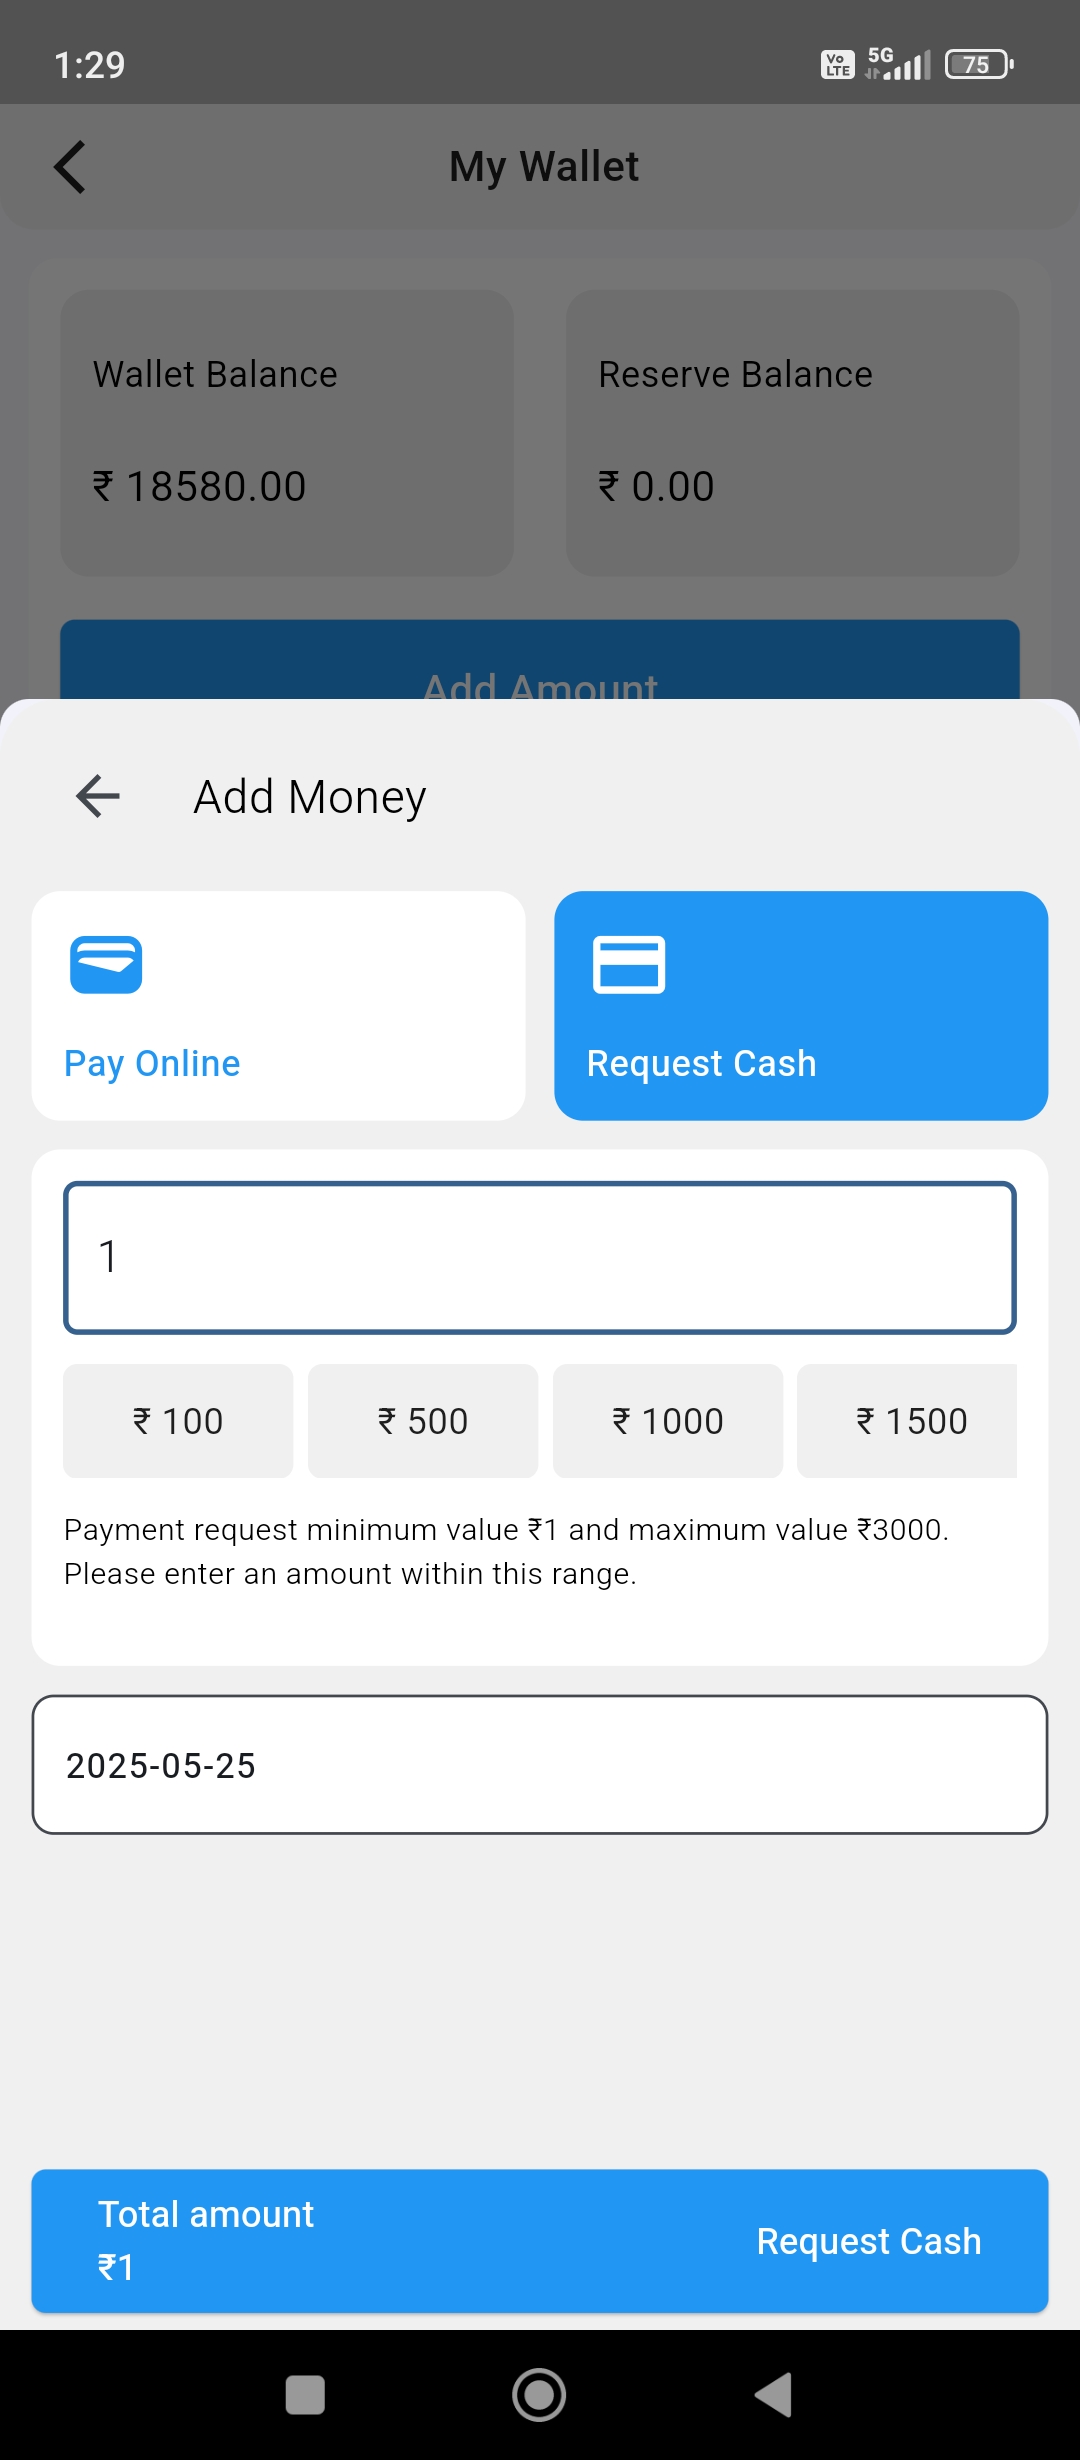 1:29
Vo LTE 5G 75
My Wallet
Wallet Balance
Reserve Balance
₹ 18580.00
₹ 0.00
Add Amount
Add Money
Pay Online
Request Cash
1
₹ 100
₹ 500
₹ 1000
₹ 1500
Payment request minimum value ₹1 and maximum value ₹3000.
Please enter an amount within this range.
2025-05-25
Total amount
₹1
Request Cash